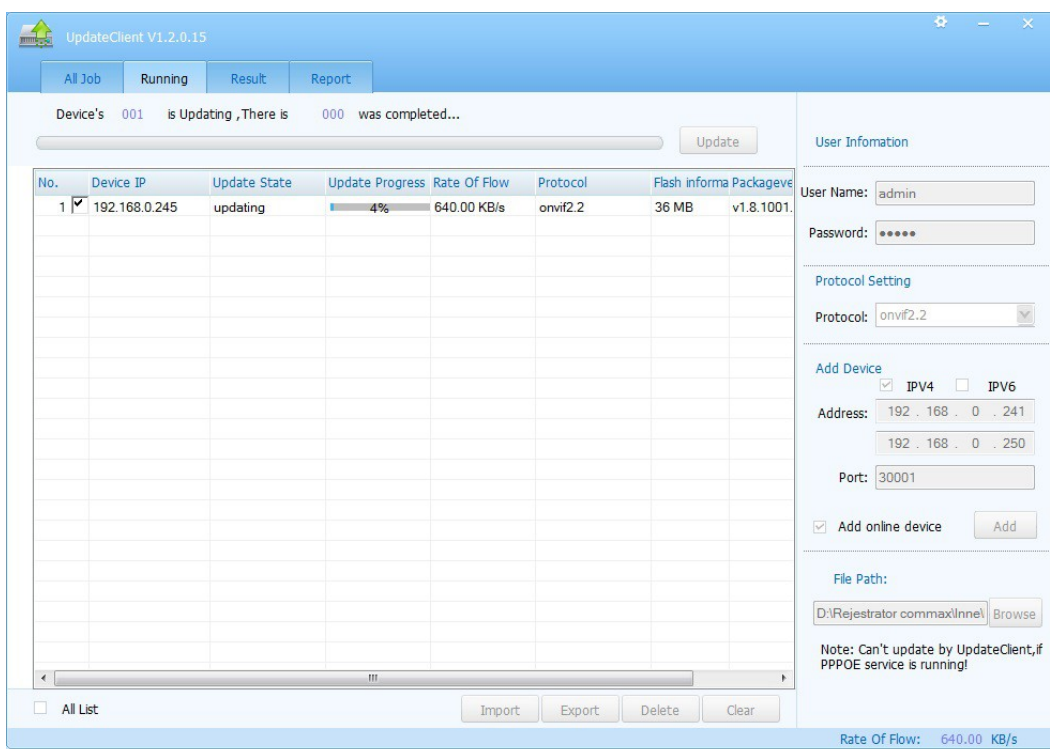 UpdateClient V1.2.0.15
All Job Running Result Report
Device's 001 is Updating ,There is 000 was completed...
Update
No. Device IP Update State Update Progress Rate Of Flow Protocol Flash informa Packageve
1 192.168.0.245 updating 4% 640.00 KB/s onvif2.2 36 MB v1.8.1001.
User Infomation
User Name: admin
Password: •••••
Protocol Setting
Protocol: onvif2.2
Add Device
IPV4 IPV6
Address: 192 . 168 . 0 . 241
192 . 168 . 0 . 250
Port: 30001
Add online device Add
File Path:
D:\Rejestrator commax\Inne\ Browse
Note: Can't update by UpdateClient,if
PPPOE service is running!
All List Import Export Delete Clear
Rate Of Flow: 640.00 KB/s